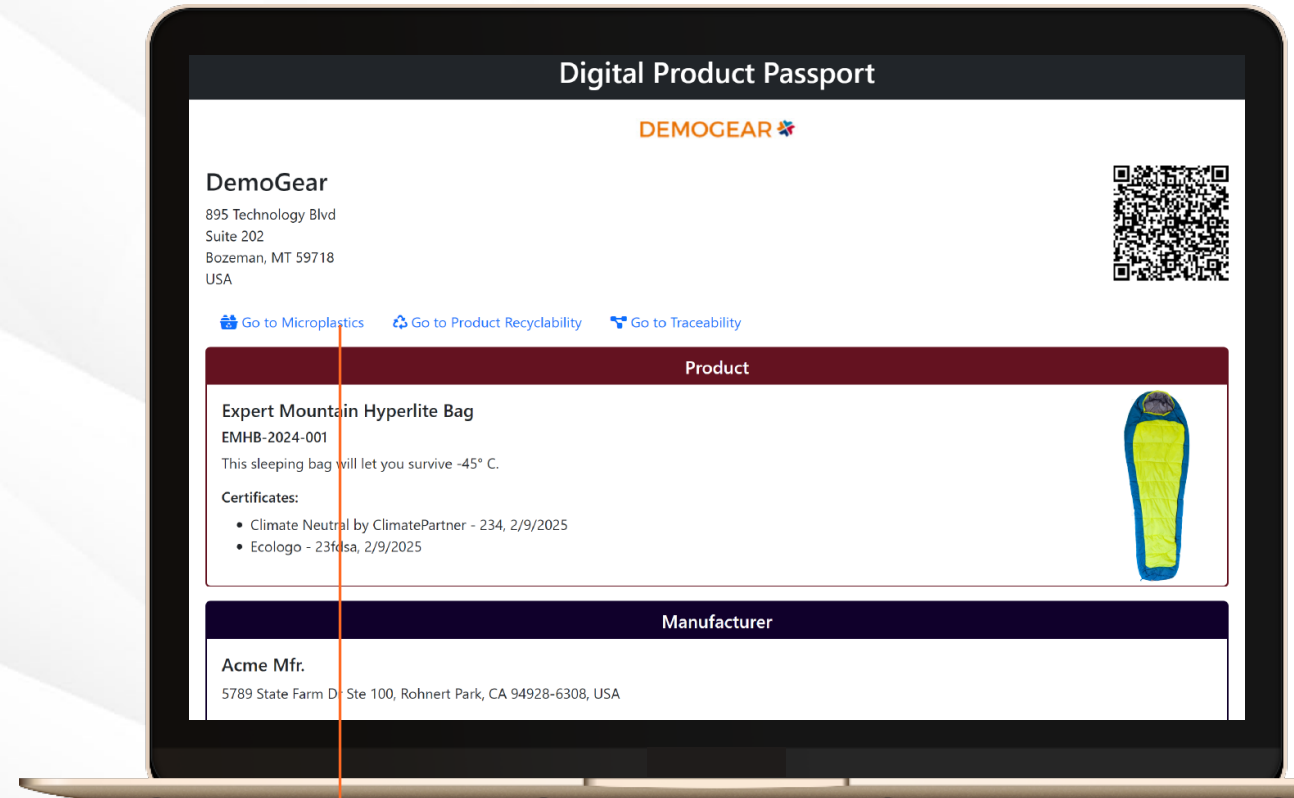 Digital Product Passport
DEMOGEAR
DemoGear
895 Technology Blvd
Suite 202
Bozeman, MT 59718
USA
Go to Microplastics Go to Product Recyclability Go to Traceability
Product
Expert Mountain Hyperlite Bag
EMHB-2024-001
This sleeping bag will let you survive -45° C.
Certificates:
• Climate Neutral by ClimatePartner - 234, 2/9/2025
• Ecologo - 23fdsa, 2/9/2025
Manufacturer
Acme Mfr.
5789 State Farm Dr Ste 100, Rohnert Park, CA 94928-6308, USA